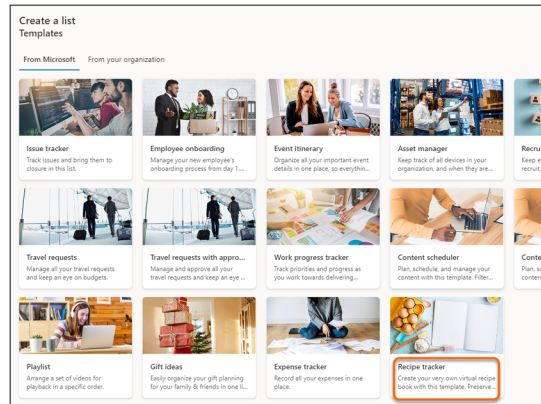 Create a list
Templates
From Microsoft From your organization
Issue tracker
Track issues and bring them to
closure in this list.
Employee onboarding
Manage your new employee's
onboarding process from day 1....
Event itinerary
Organize all your important event
details in one place, so everythin...
Asset manager
Keep track of all devices in your
organization, and when they are...
Recru
Keep e
recruit,
Travel requests
Manage all your travel requests
and keep an eye on budgets.
Travel requests with appro...
Manage and approve all your
travel requests and keep an eye ...
Work progress tracker
Track priorities and progress as
you work towards delivering...
Content scheduler
Plan, schedule, and manage your
content with this template. Filter...
Conte
Plan, s
conten
Playlist
Arrange a set of videos for
playback in a specific order.
Gift ideas
Easily organize your gift planning
for your family & friends in one li...
Expense tracker
Record all your expenses in one
place.
Recipe tracker
Create your very own virtual recipe
book with this template. Preserve...